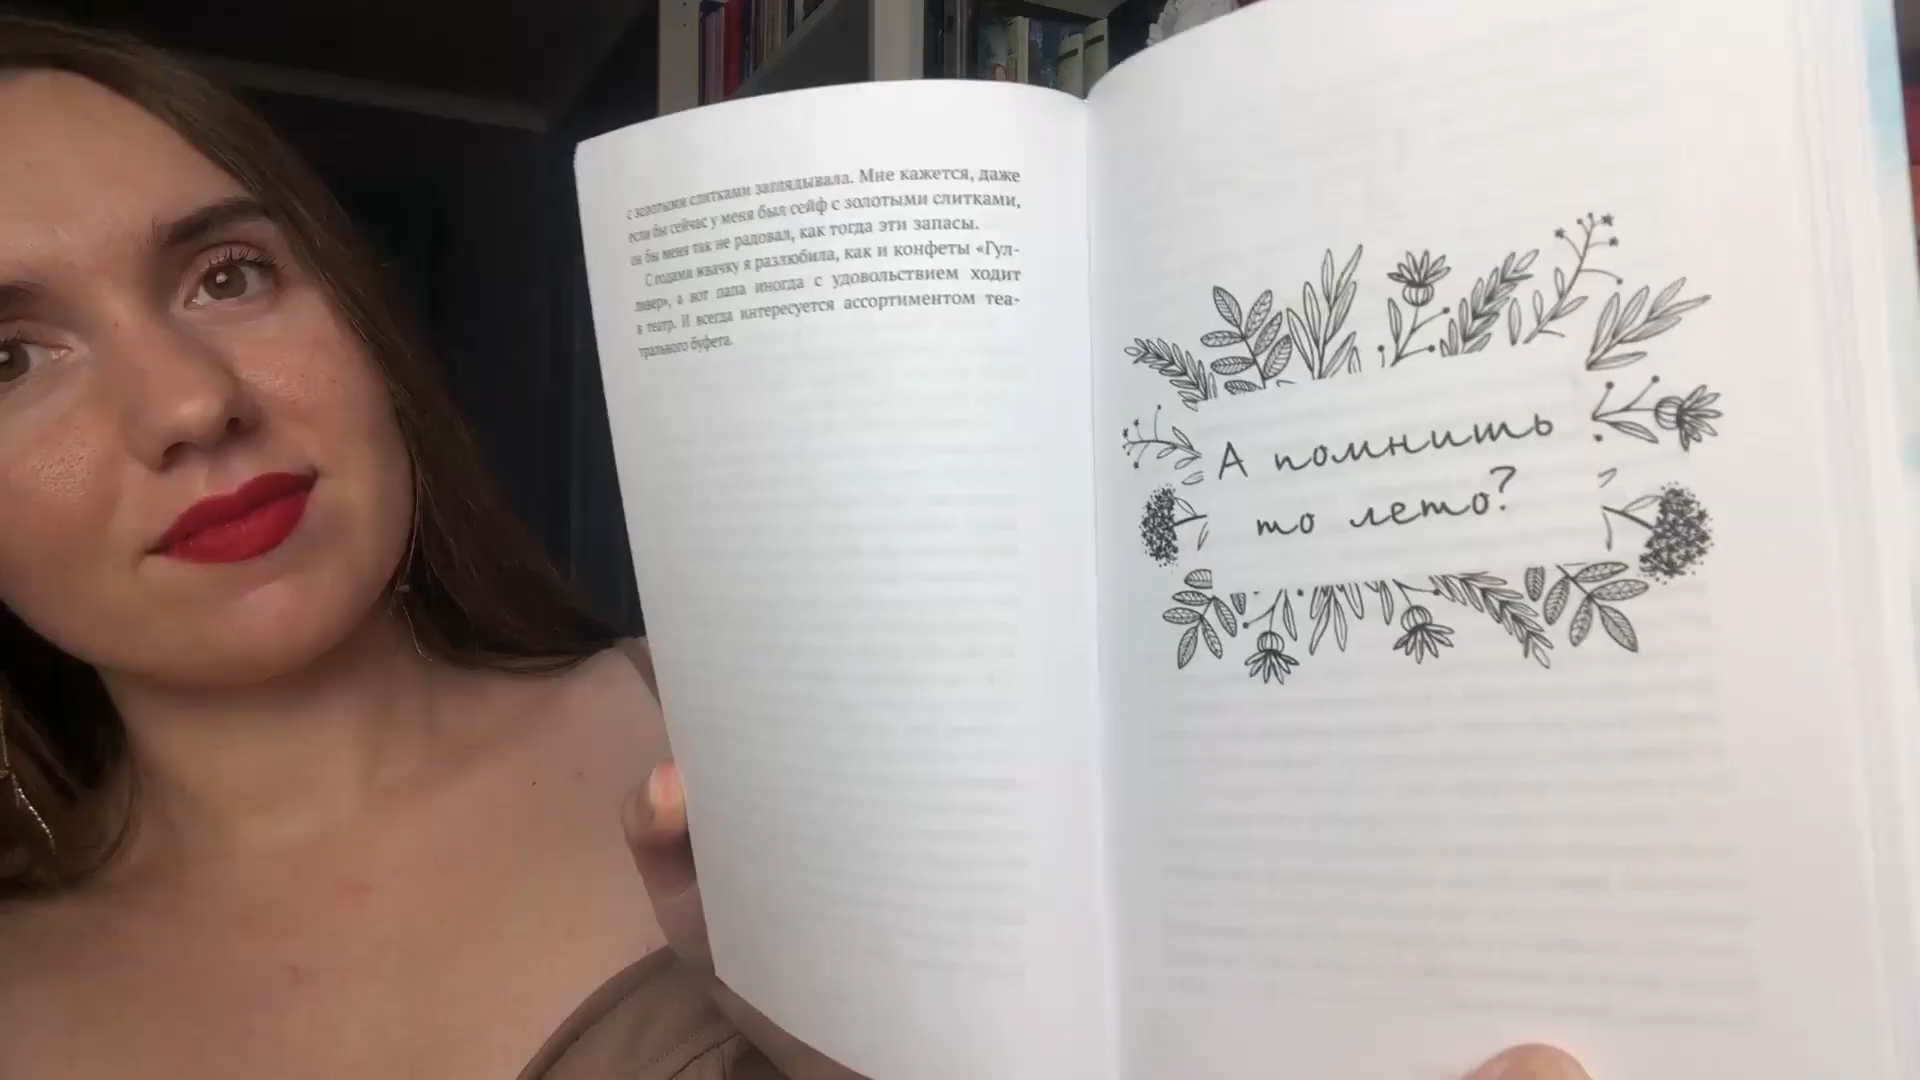 с золотыми слитками заглядывала. Мне кажется, даже
если бы сейчас у меня был сейф с золотыми слитками,
он бы меня так не радовал, как тогда эти запасы.
С годами жвачку я разлюбила, как и конфеты «Гул-
ливер», а вот папа иногда с удовольствием ходит
в театр. И всегда интересуется ассортиментом теа-
трального буфета.
А помнишь
то лето?